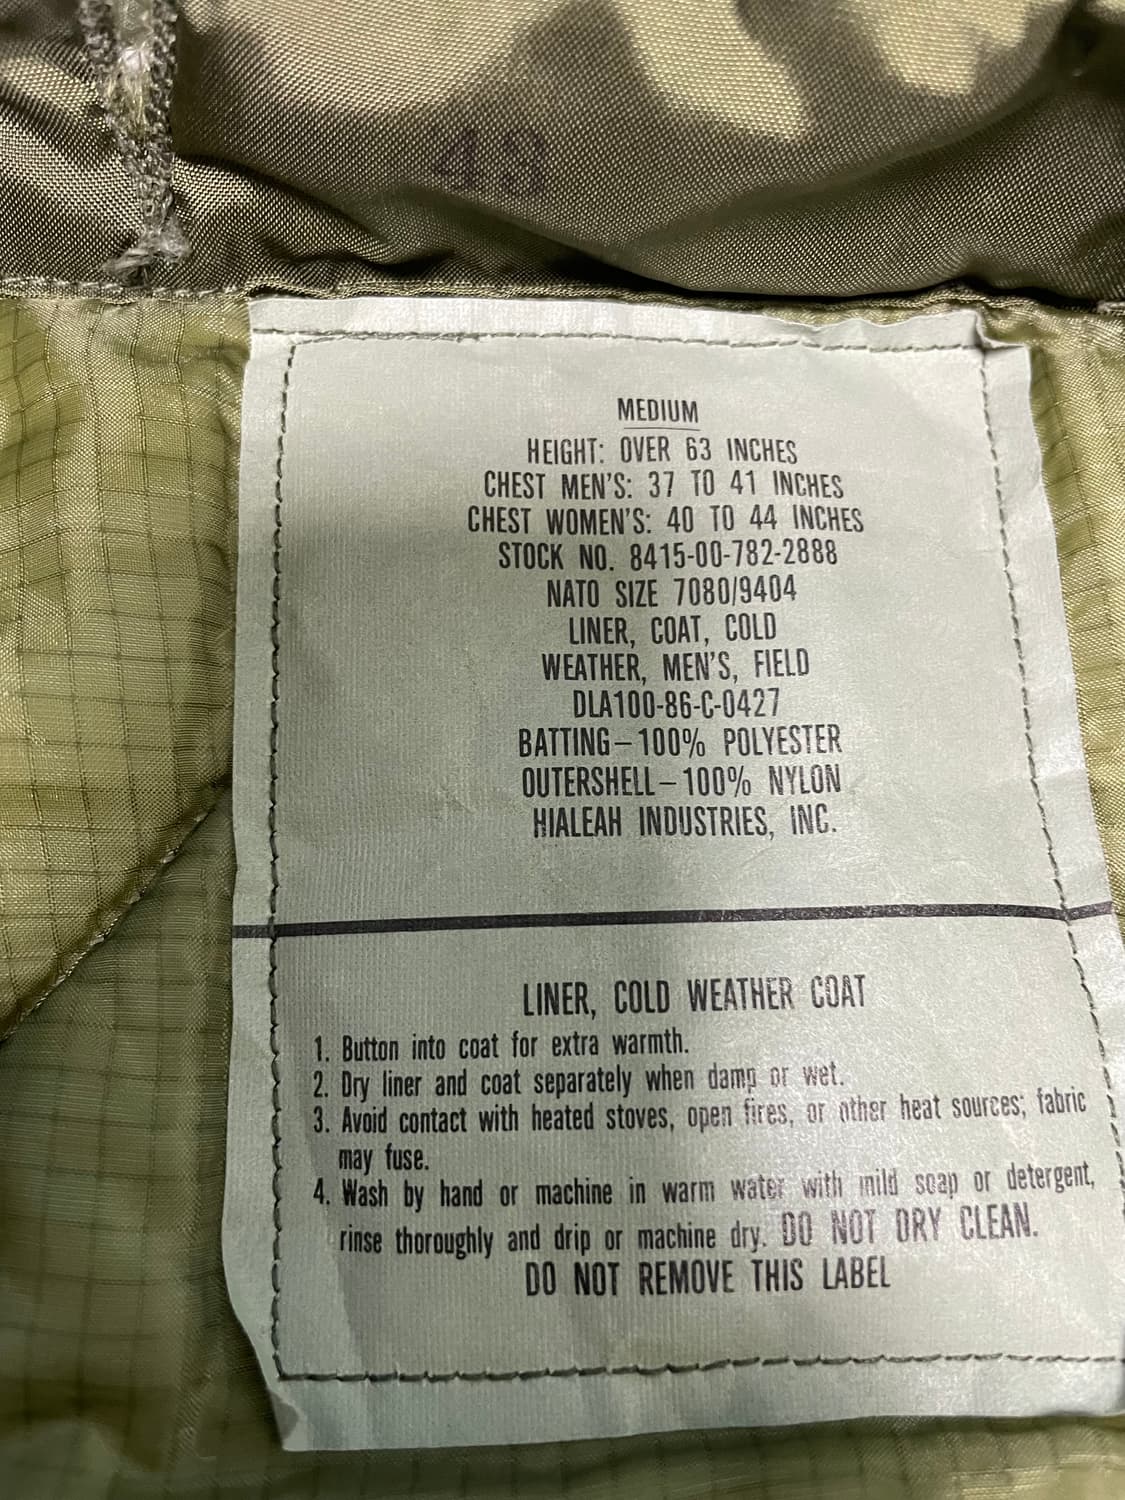 43
MEDIUM
HEIGHT: OVER 63 INCHES
CHEST MEN'S: 37 TO 41 INCHES
CHEST WOMEN'S: 40 TO 44 INCHES
STOCK NO. 8415-00-782-2888
NATO SIZE 7080/9404
LINER, COAT, COLD
WEATHER, MEN'S, FIELD
DLA100-86-C-0427
BATTING–100% POLYESTER
OUTERSHELL–100% NYLON
HIALEAH INDUSTRIES, INC.
LINER, COLD WEATHER COAT
1. Button into coat for extra warmth.
2. Dry liner and coat separately when damp or wet.
3. Avoid contact with heated stoves, open fires, or other heat sources; fabric
may fuse.
4. Wash by hand or machine in warm water with mild soap or detergent,
rinse thoroughly and drip or machine dry. DO NOT DRY CLEAN.
DO NOT REMOVE THIS LABEL